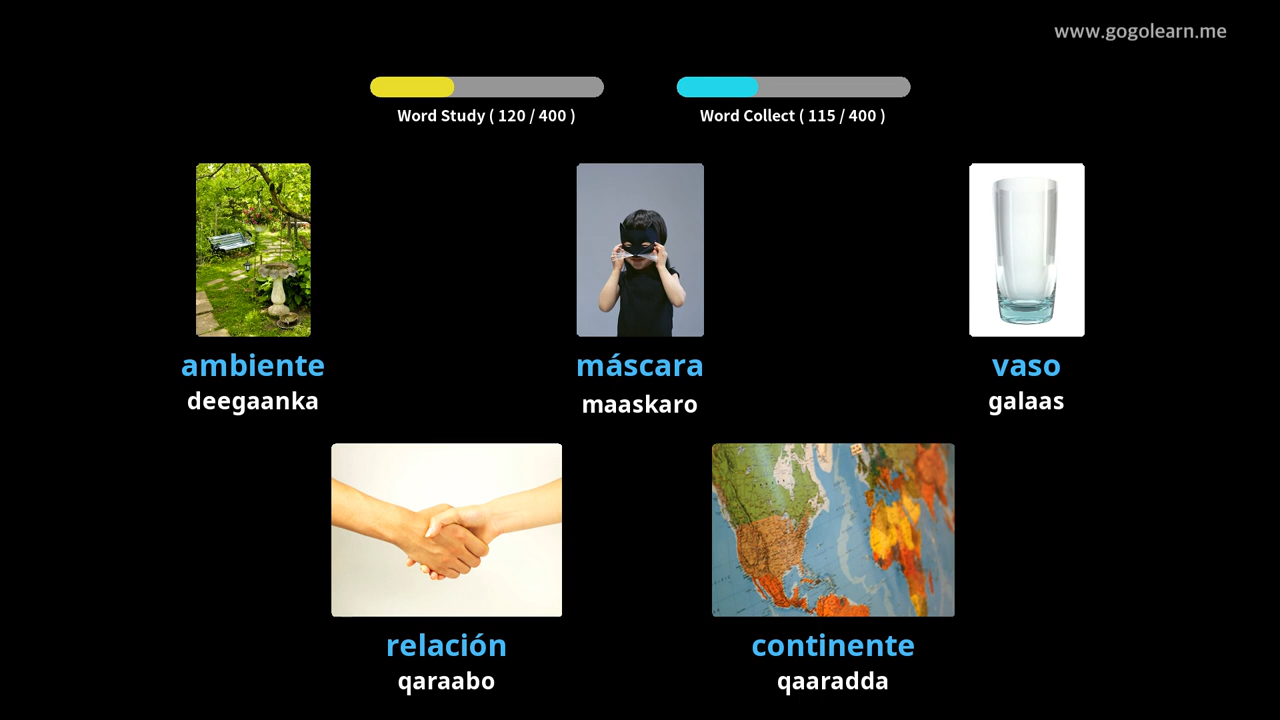 www.gogolearn.me
Word Study ( 120 / 400 )
Word Collect ( 115 / 400 )
ambiente
deegaanka
máscara
maaskaro
vaso
galaas
relación
qaraabo
continente
qaaradda